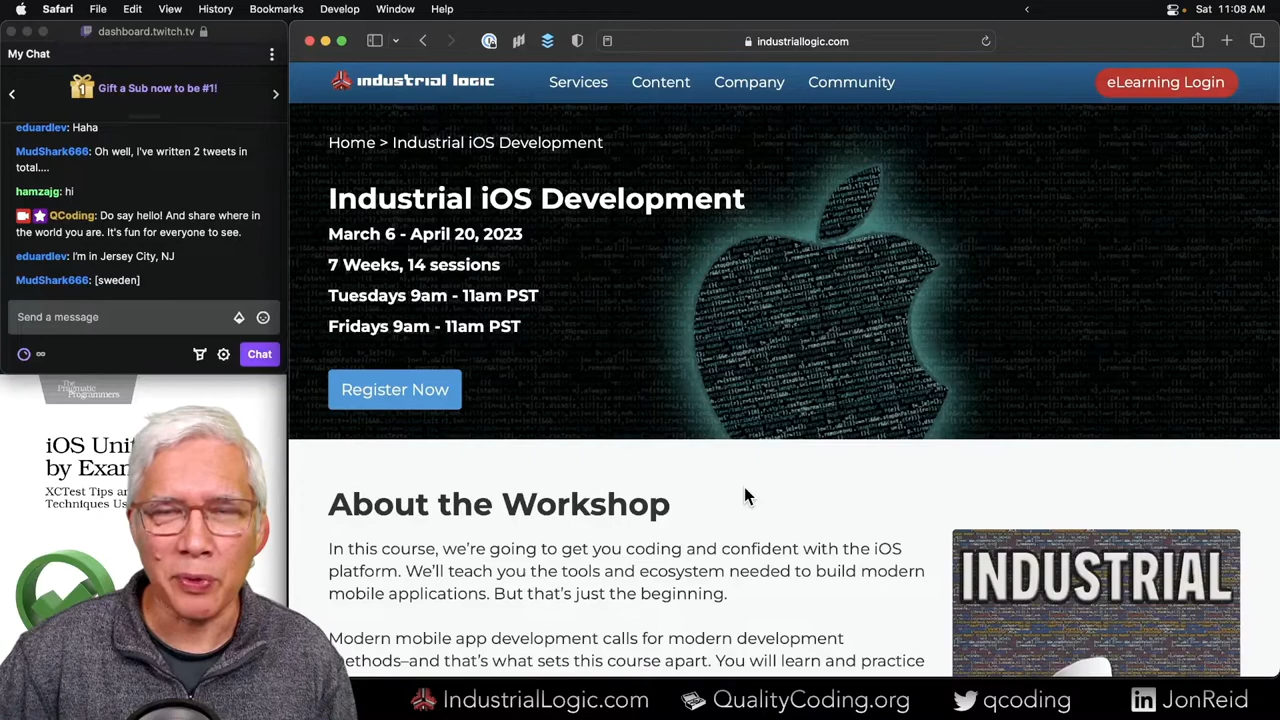 Safari File Edit View History Bookmarks Develop Window Help
Sat 11:08 AM
dashboard.twitch.tv
My Chat
Gift a Sub now to be #1!
eduardlev: Haha
MudShark666: Oh well, I've written 2 tweets in
total....
hamzajg: hi
QCoding: Do say hello! And share where in
the world you are. It's fun for everyone to see.
eduardlev: I'm in Jersey City, NJ
MudShark666: [sweden]
Send a message
Chat
The
Pragmatic
Programmers
iOS Uni
by Exam
XCTest Tips a
Techniques Us
industriallogic.com
industrial logic
Services
Content
Company
Community
eLearning Login
Home > Industrial iOS Development
Industrial iOS Development
March 6 - April 20, 2023
7 Weeks, 14 sessions
Tuesdays 9am - 11am PST
Fridays 9am - 11am PST
Register Now
About the Workshop
In this course, we're going to get you coding and confident with the iOS
platform. We'll teach you the tools and ecosystem needed to build modern
mobile applications. But that's just the beginning.
Modern mobile app development calls for modern development
methods–and that's what sets this course apart. You will learn and practice
INDUSTRIAL
IndustrialLogic.com
QualityCoding.org
qcoding
JonReid